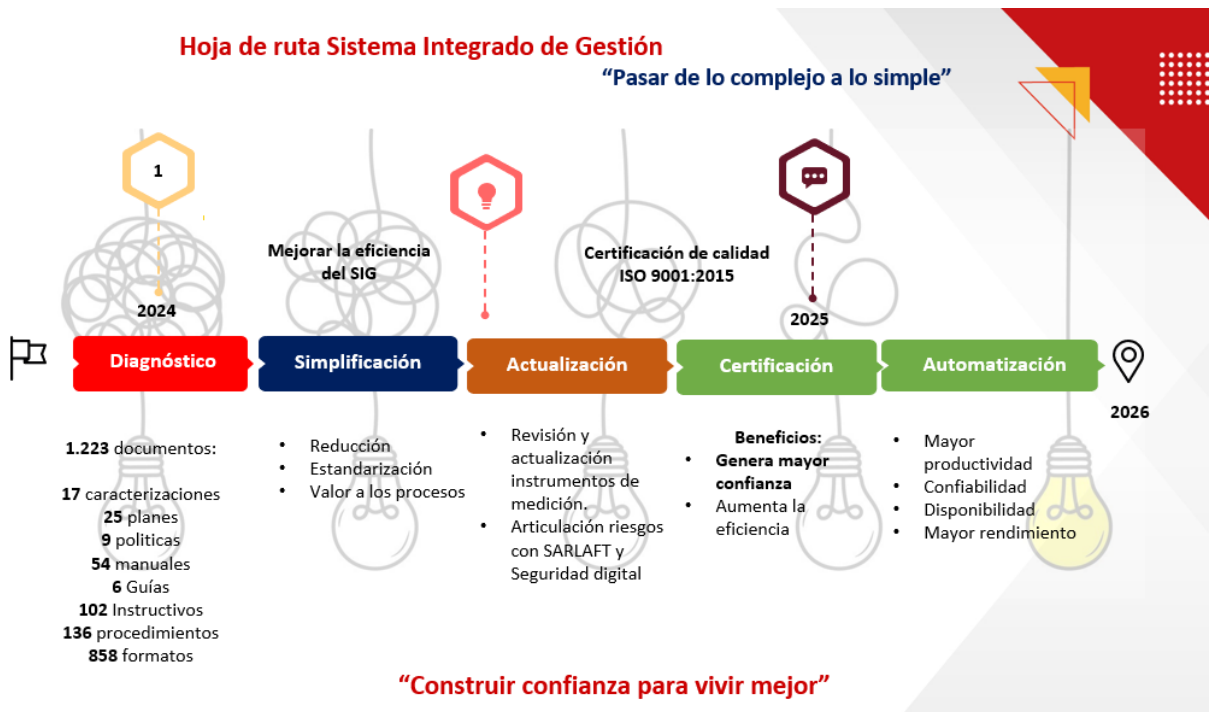 Hoja de ruta Sistema Integrado de Gestión
“Pasar de lo complejo a lo simple”
1
Mejorar la eficiencia
del SIG
Certificación de calidad
ISO 9001:2015
2024
2025
Diagnóstico
Simplificación
Actualización
Certificación
Automatización
2026
1.223 documentos:
17 caracterizaciones
25 planes
9 politicas
54 manuales
6 Guías
102 Instructivos
136 procedimientos
858 formatos
• Reducción
• Estandarización
• Valor a los procesos
• Revisión y
actualización
instrumentos de
medición.
• Articulación riesgos
con SARLAFT y
Seguridad digital
Beneficios:
• Genera mayor
confianza
• Aumenta la
eficiencia
• Mayor
productividad
• Confiabilidad
• Disponibilidad
• Mayor rendimiento
“Construir confianza para vivir mejor”